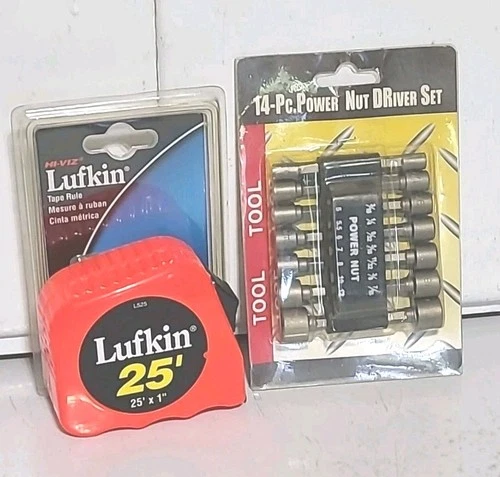 HI-VIZ®
Lufkin®
Tape Rule
Mesure à ruban
Cinta métrica
L525
Lufkin®
25'
25' x 1"
14-Pc. Power Nut DRiver Set
TOOL
TOOL
POWER NUT